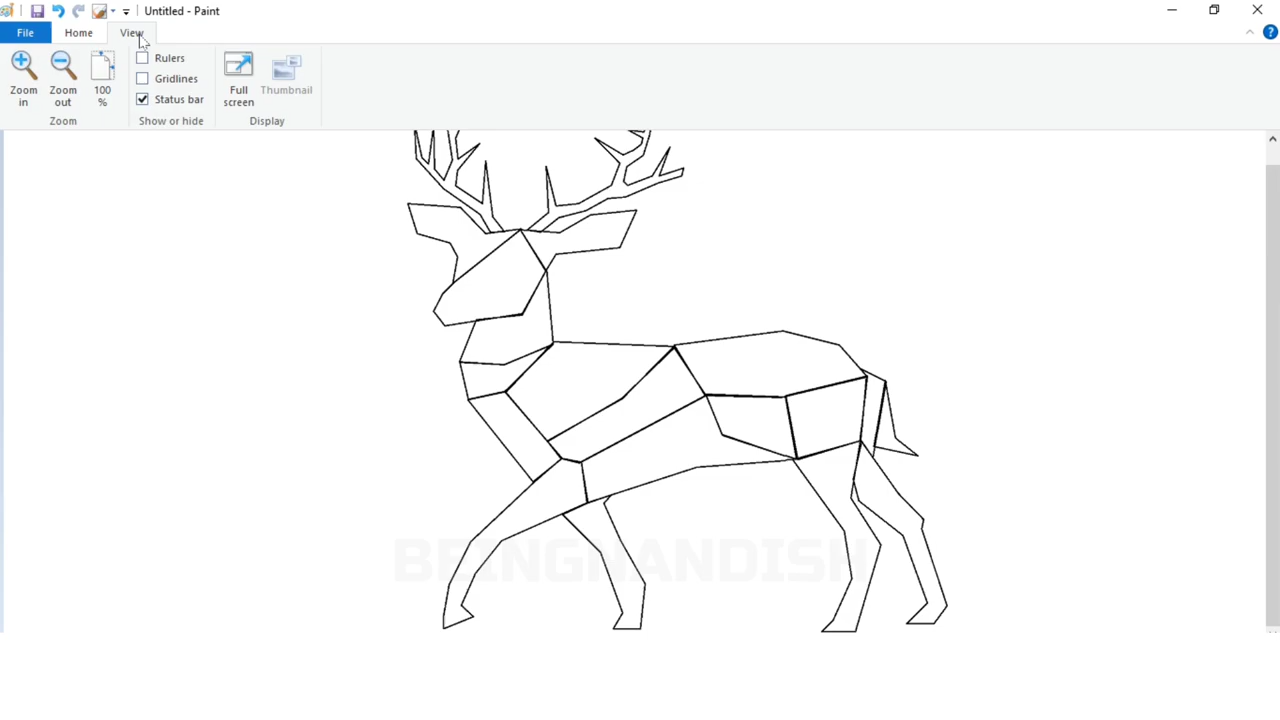 Untitled - Paint
File Home View
Zoom in
Zoom out
100 %
Rulers
Gridlines
Status bar
Full screen
Thumbnail
Zoom
Show or hide
Display
BEINGNANDISH